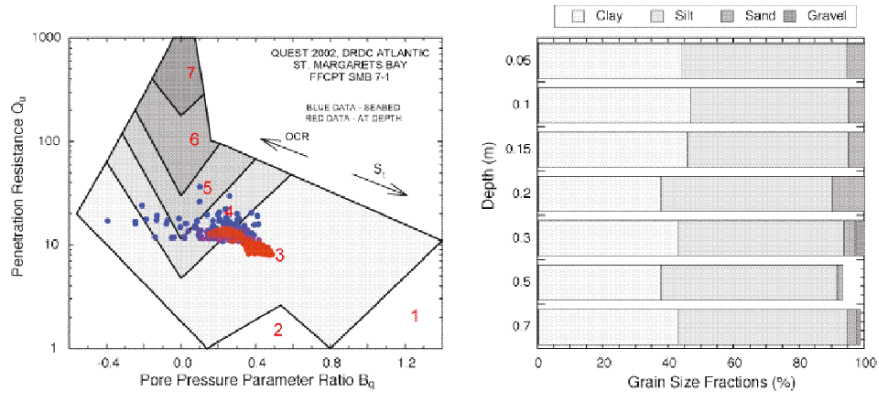 Clay Silt Sand Gravel
1000
100
10
1
Penetration Resistance Qu
QUEST 2002, DRDC ATLANTIC
ST. MARGARETS BAY
FFCPT SMB 7-1
BLUE DATA - SEABED
RED DATA - AT DEPTH
OCR
St
7
6
5
4
3
2
1
-0.4 0.0 0.4 0.8 1.2
Pore Pressure Parameter Ratio Bq
Depth (m)
0.05
0.1
0.15
0.2
0.3
0.5
0.7
0 20 40 60 80 100
Grain Size Fractions (%)